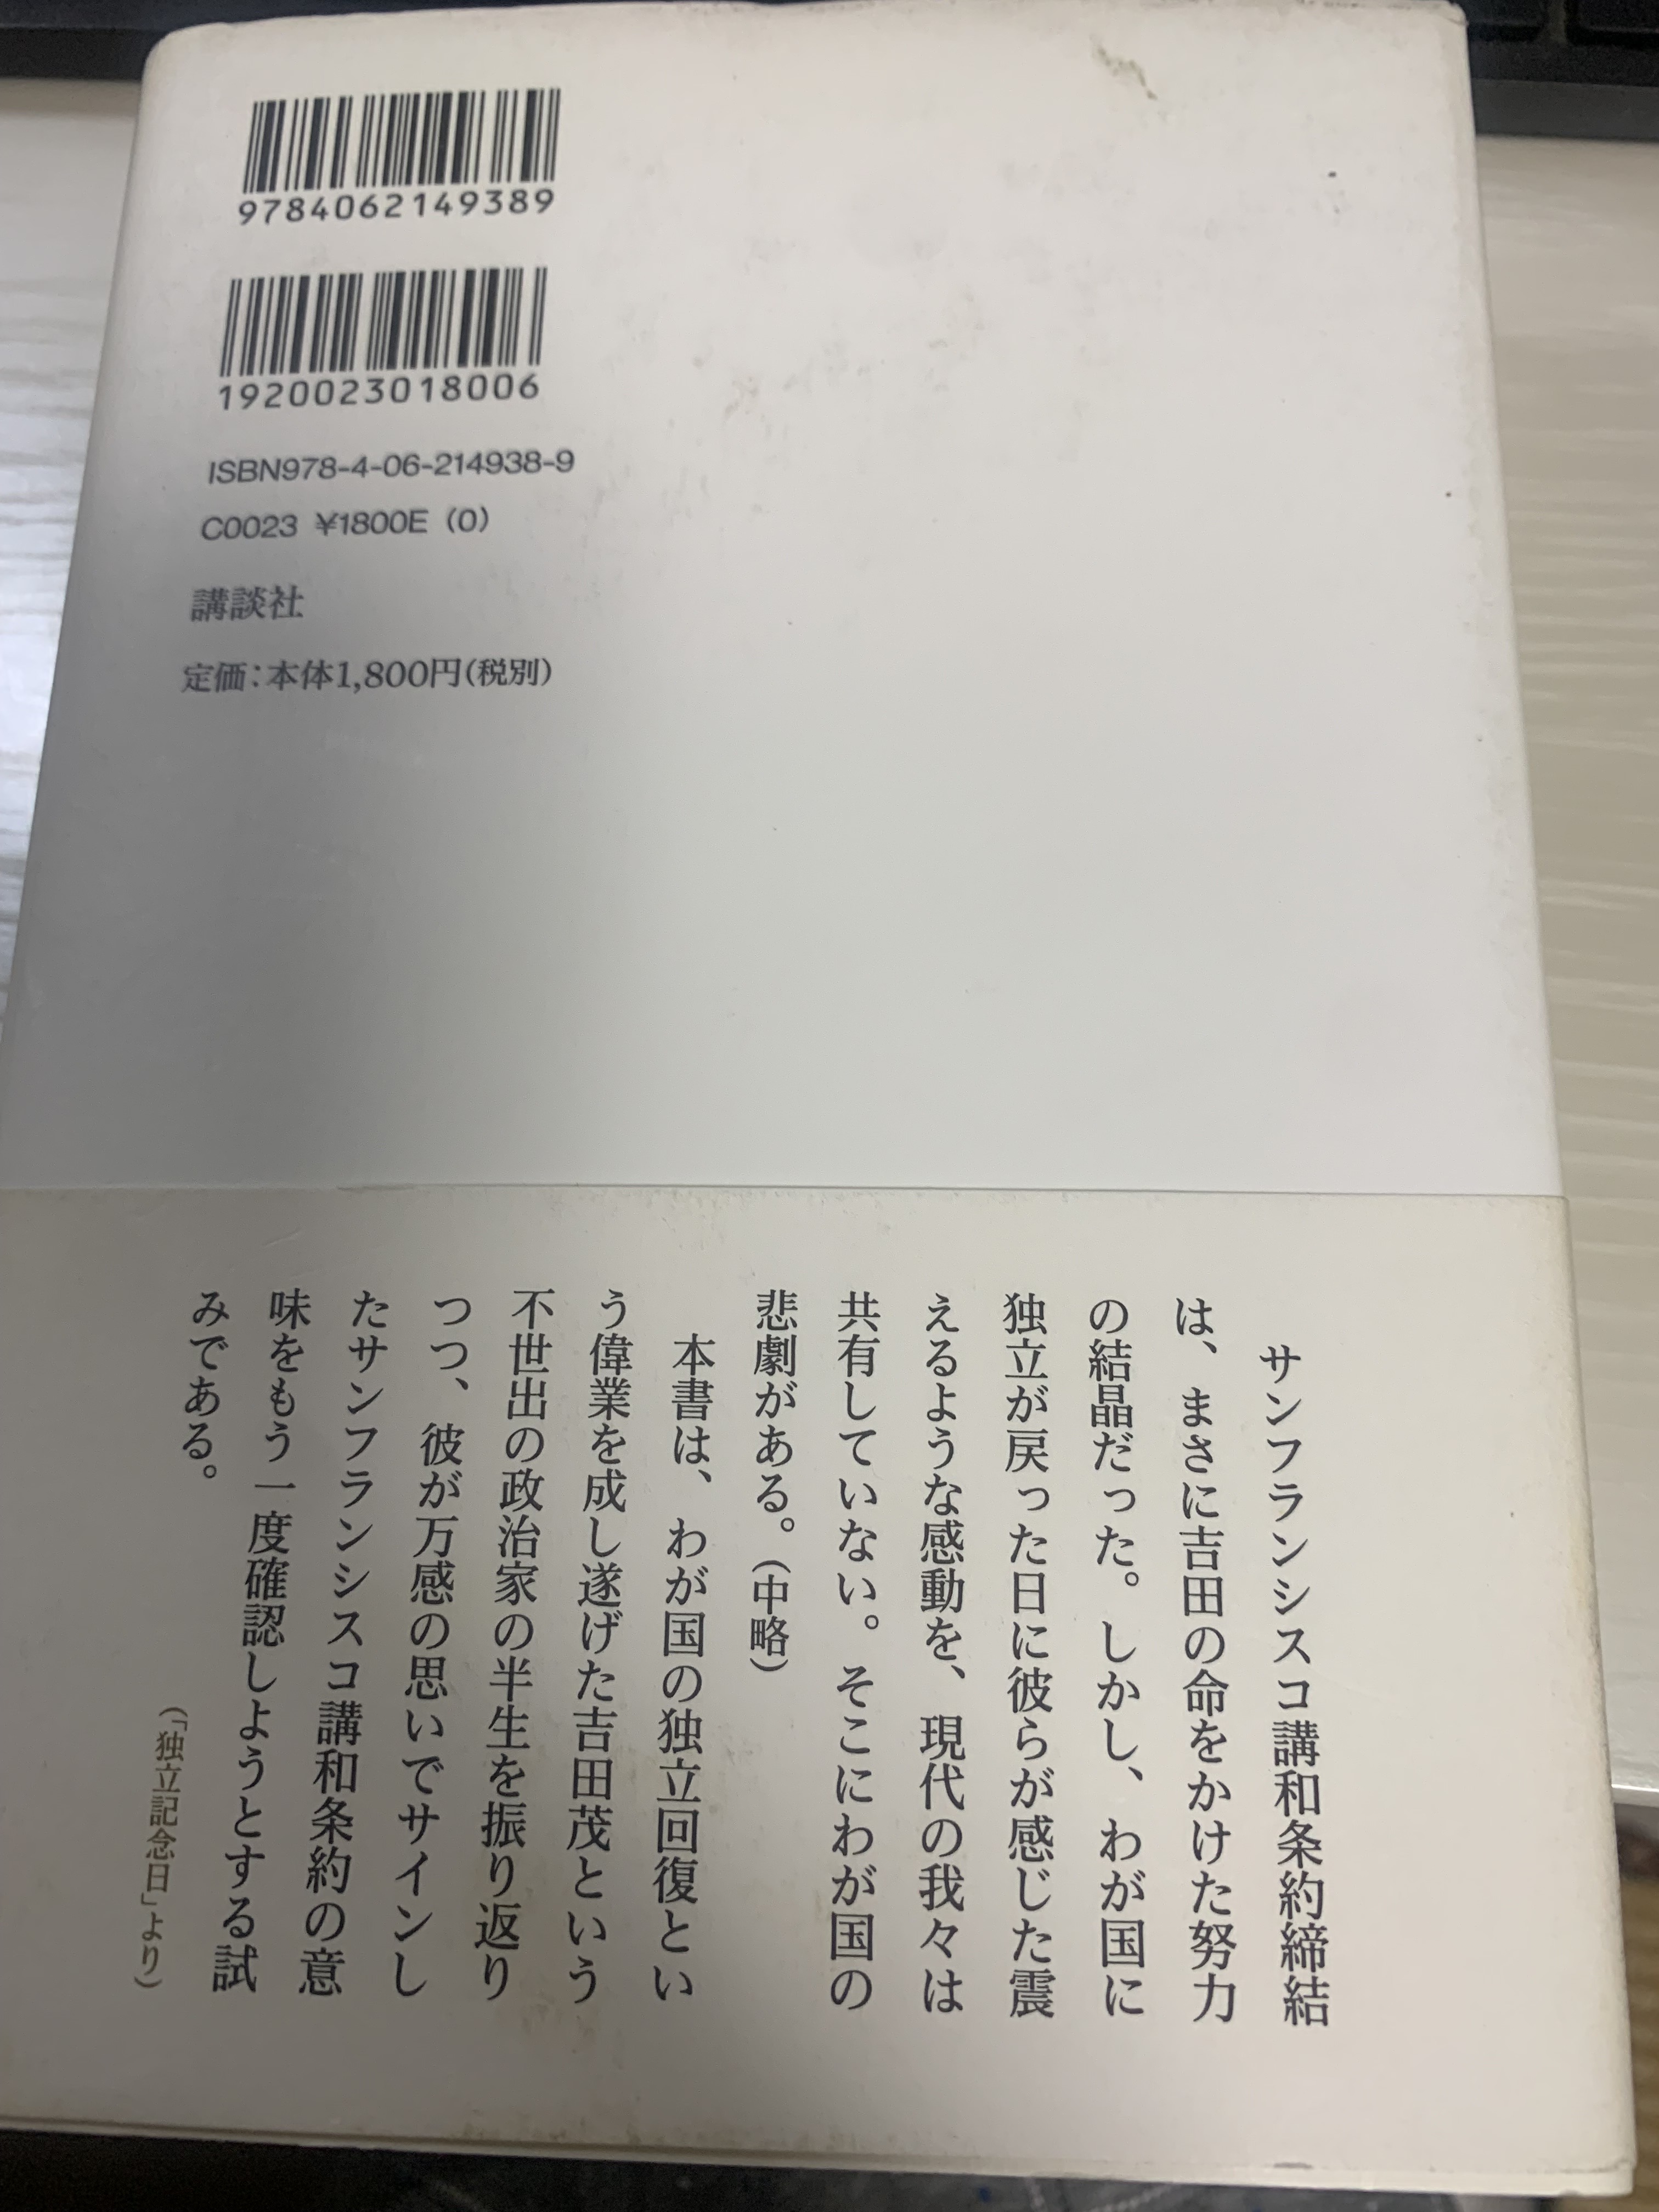 9784062149389
1920023018006
ISBN978-4-06-214938-9
C0023 ¥1800E (0)
講談社
定価：本体1,800円(税別)
サンフランシスコ講和条約締結
は、まさに吉田の命をかけた努力
の結晶だった。しかし、わが国に
独立が戻った日に彼らが感じた震
えるような感動を、現代の我々は
共有していない。そこにわが国の
悲劇がある。(中略)
本書は、わが国の独立回復とい
う偉業を成し遂げた吉田茂という
不世出の政治家の半生を振り返り
つつ、彼が万感の思いでサインし
たサンフランシスコ講和条約の意
味をもう一度確認しようとする試
みである。
(「独立記念日」より)